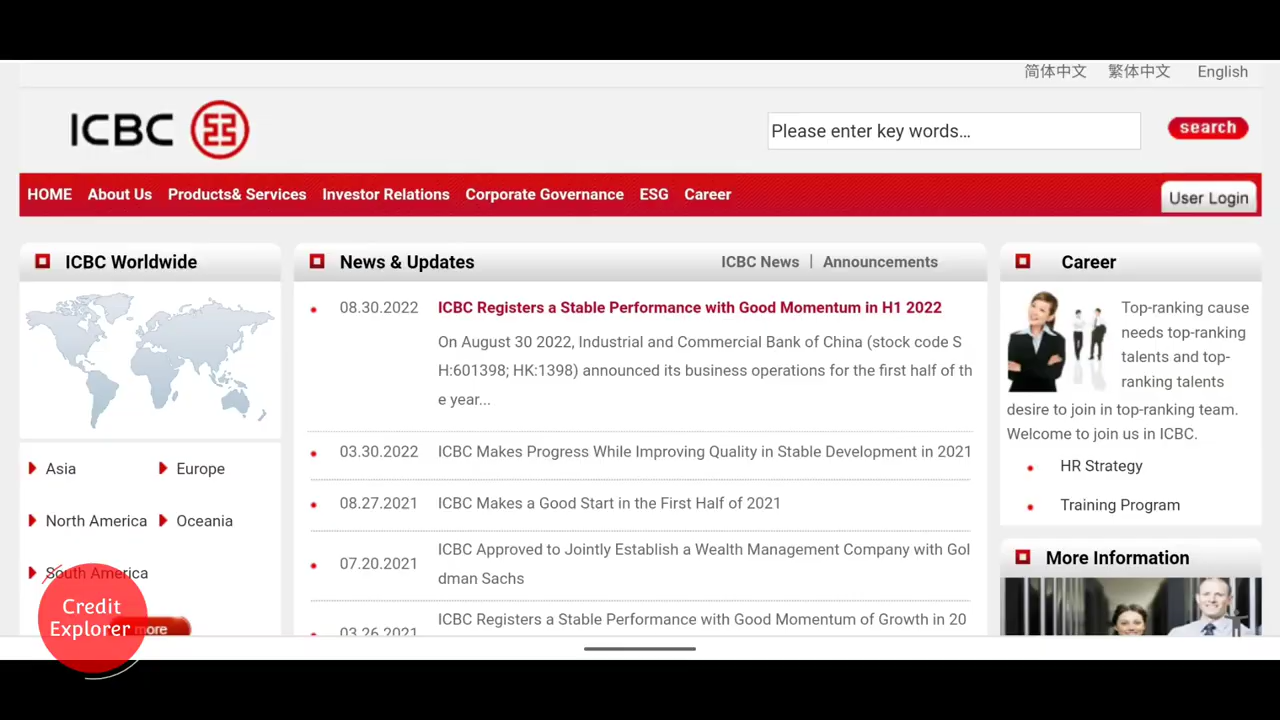 简体中文 繁体中文 English
ICBC
Please enter key words...
search
HOME About Us Products& Services Investor Relations Corporate Governance ESG Career
User Login
ICBC Worldwide
Asia Europe
North America Oceania
South America
more
Credit
Explorer
News & Updates ICBC News | Announcements
08.30.2022 ICBC Registers a Stable Performance with Good Momentum in H1 2022
On August 30 2022, Industrial and Commercial Bank of China (stock code S
H:601398; HK:1398) announced its business operations for the first half of th
e year...
03.30.2022 ICBC Makes Progress While Improving Quality in Stable Development in 2021
08.27.2021 ICBC Makes a Good Start in the First Half of 2021
07.20.2021 ICBC Approved to Jointly Establish a Wealth Management Company with Gol
dman Sachs
03.26.2021 ICBC Registers a Stable Performance with Good Momentum of Growth in 20
Career
Top-ranking cause
needs top-ranking
talents and top-
ranking talents
desire to join in top-ranking team.
Welcome to join us in ICBC.
HR Strategy
Training Program
More Information